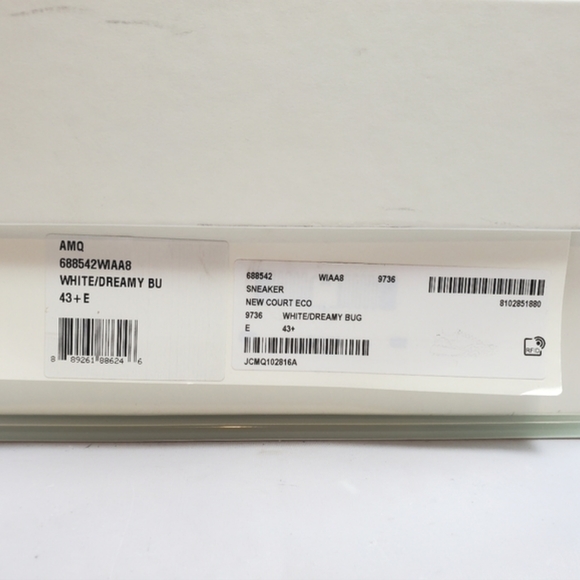 AMQ
688542WIAA8
WHITE/DREAMY BU
43+E
8 89261 88624 6
688542 WIAA8 9736
SNEAKER
NEW COURT ECO
8102851880
9736 WHITE/DREAMY BUG
E 43+
JCMQ102816A
RFID